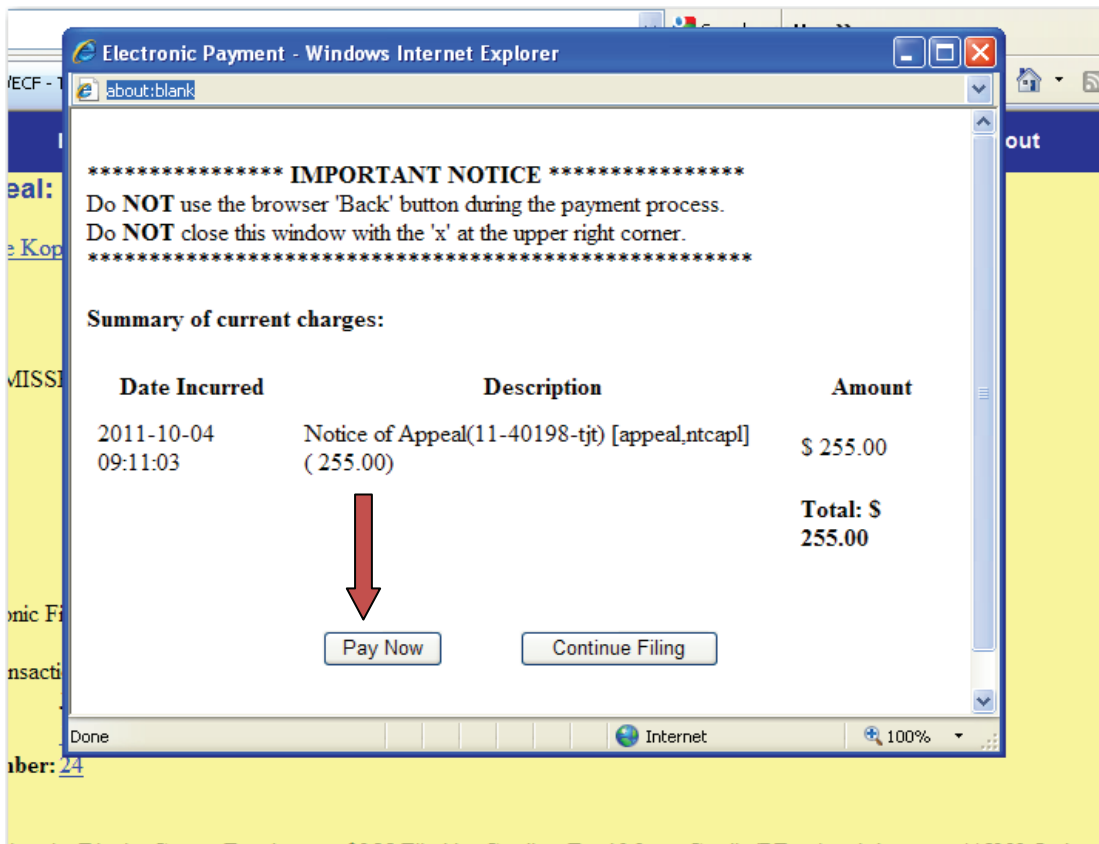 Electronic Payment - Windows Internet Explorer
/ECF -
about:blank
out
**************** IMPORTANT NOTICE ****************
eal:
Do NOT use the browser 'Back' button during the payment process.
Do NOT close this window with the 'x' at the upper right corner.
e Kop
******************************************************
Summary of current charges:
MISSI
Date Incurred Description Amount
2011-10-04 Notice of Appeal(11-40198-tjt) [appeal,ntcapl] $ 255.00
09:11:03 ( 255.00)
Total: $
255.00
onic Fi
Pay Now Continue Filing
nsacti
Done Internet 100%
nber: 24